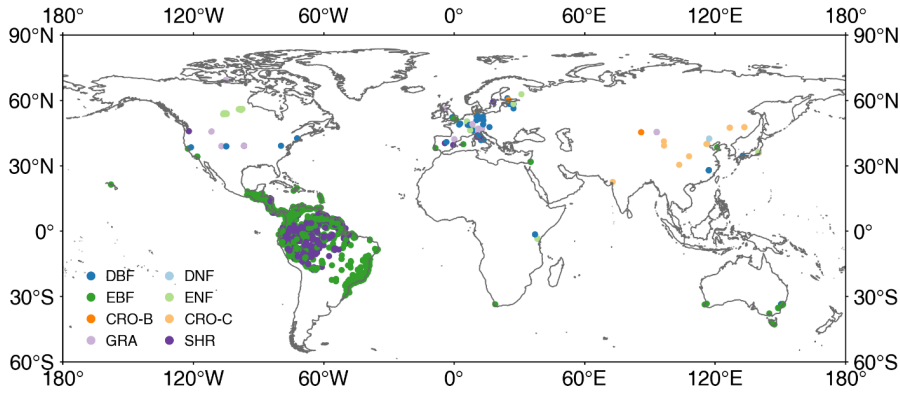 180° 120°W 60°W 0° 60°E 120°E 180°
90°N 90°N
60°N 60°N
30°N 30°N
0° 0°
DBF DNF
EBF ENF
30°S 30°S
CRO-B CRO-C
GRA SHR
60°S 60°S
180° 120°W 60°W 0° 60°E 120°E 180°